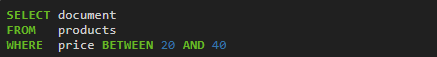 SELECT document
FROM   products
WHERE  price BETWEEN 20 AND 40